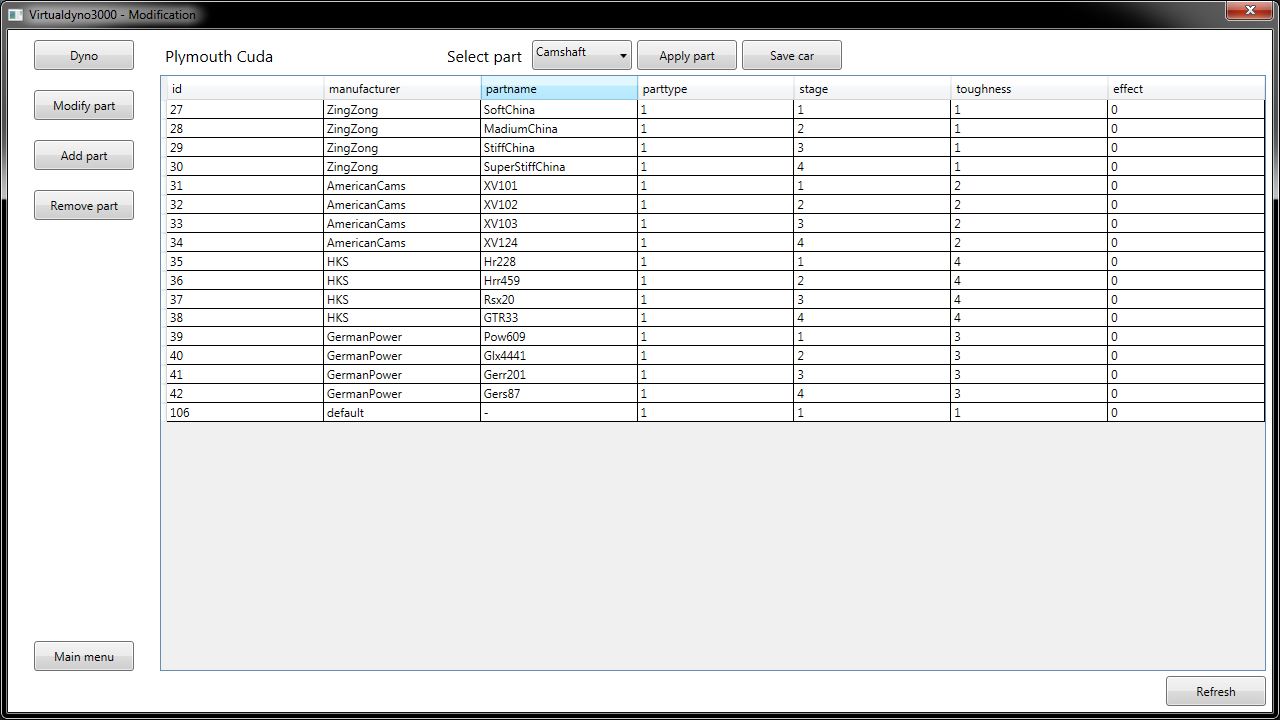 Virtualdyno3000 - Modification
Dyno Plymouth Cuda Select part Camshaft Apply part Save car
id manufacturer partname parttype stage toughness effect
Modify part
Add part
Remove part
27 ZingZong SoftChina 1 1 1 0
28 ZingZong MadiumChina 1 2 1 0
29 ZingZong StiffChina 1 3 1 0
30 ZingZong SuperStiffChina 1 4 1 0
31 AmericanCams XV101 1 1 2 0
32 AmericanCams XV102 1 2 2 0
33 AmericanCams XV103 1 3 2 0
34 AmericanCams XV124 1 4 2 0
35 HKS Hr228 1 1 4 0
36 HKS Hrr459 1 2 4 0
37 HKS Rsx20 1 3 4 0
38 HKS GTR33 1 4 4 0
39 GermanPower Pow609 1 1 3 0
40 GermanPower Glx4441 1 2 3 0
41 GermanPower Gerr201 1 3 3 0
42 GermanPower Gers87 1 4 3 0
106 default - 1 1 1 0
Main menu
Refresh